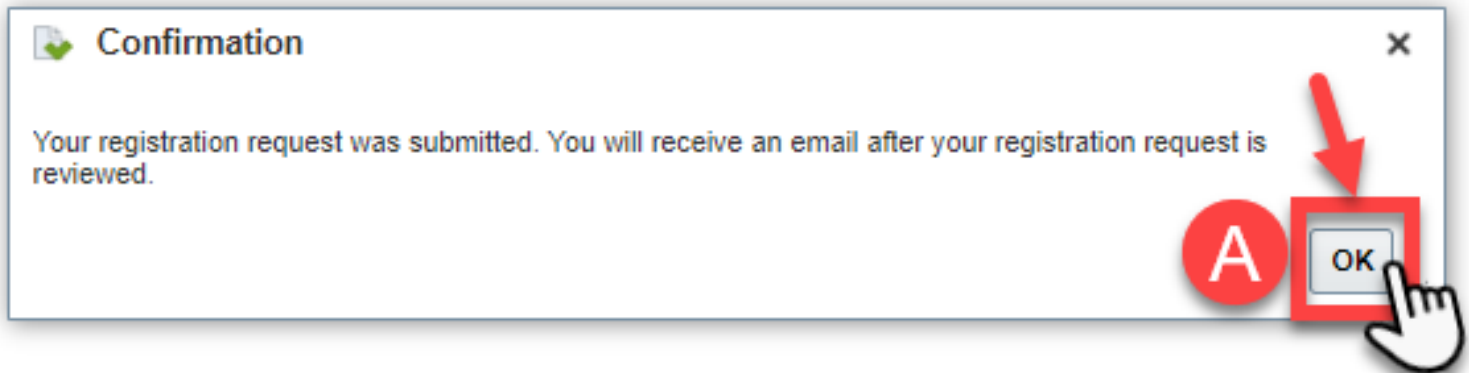 Confirmation
Your registration request was submitted. You will receive an email after your registration request is
reviewed.
A
OK